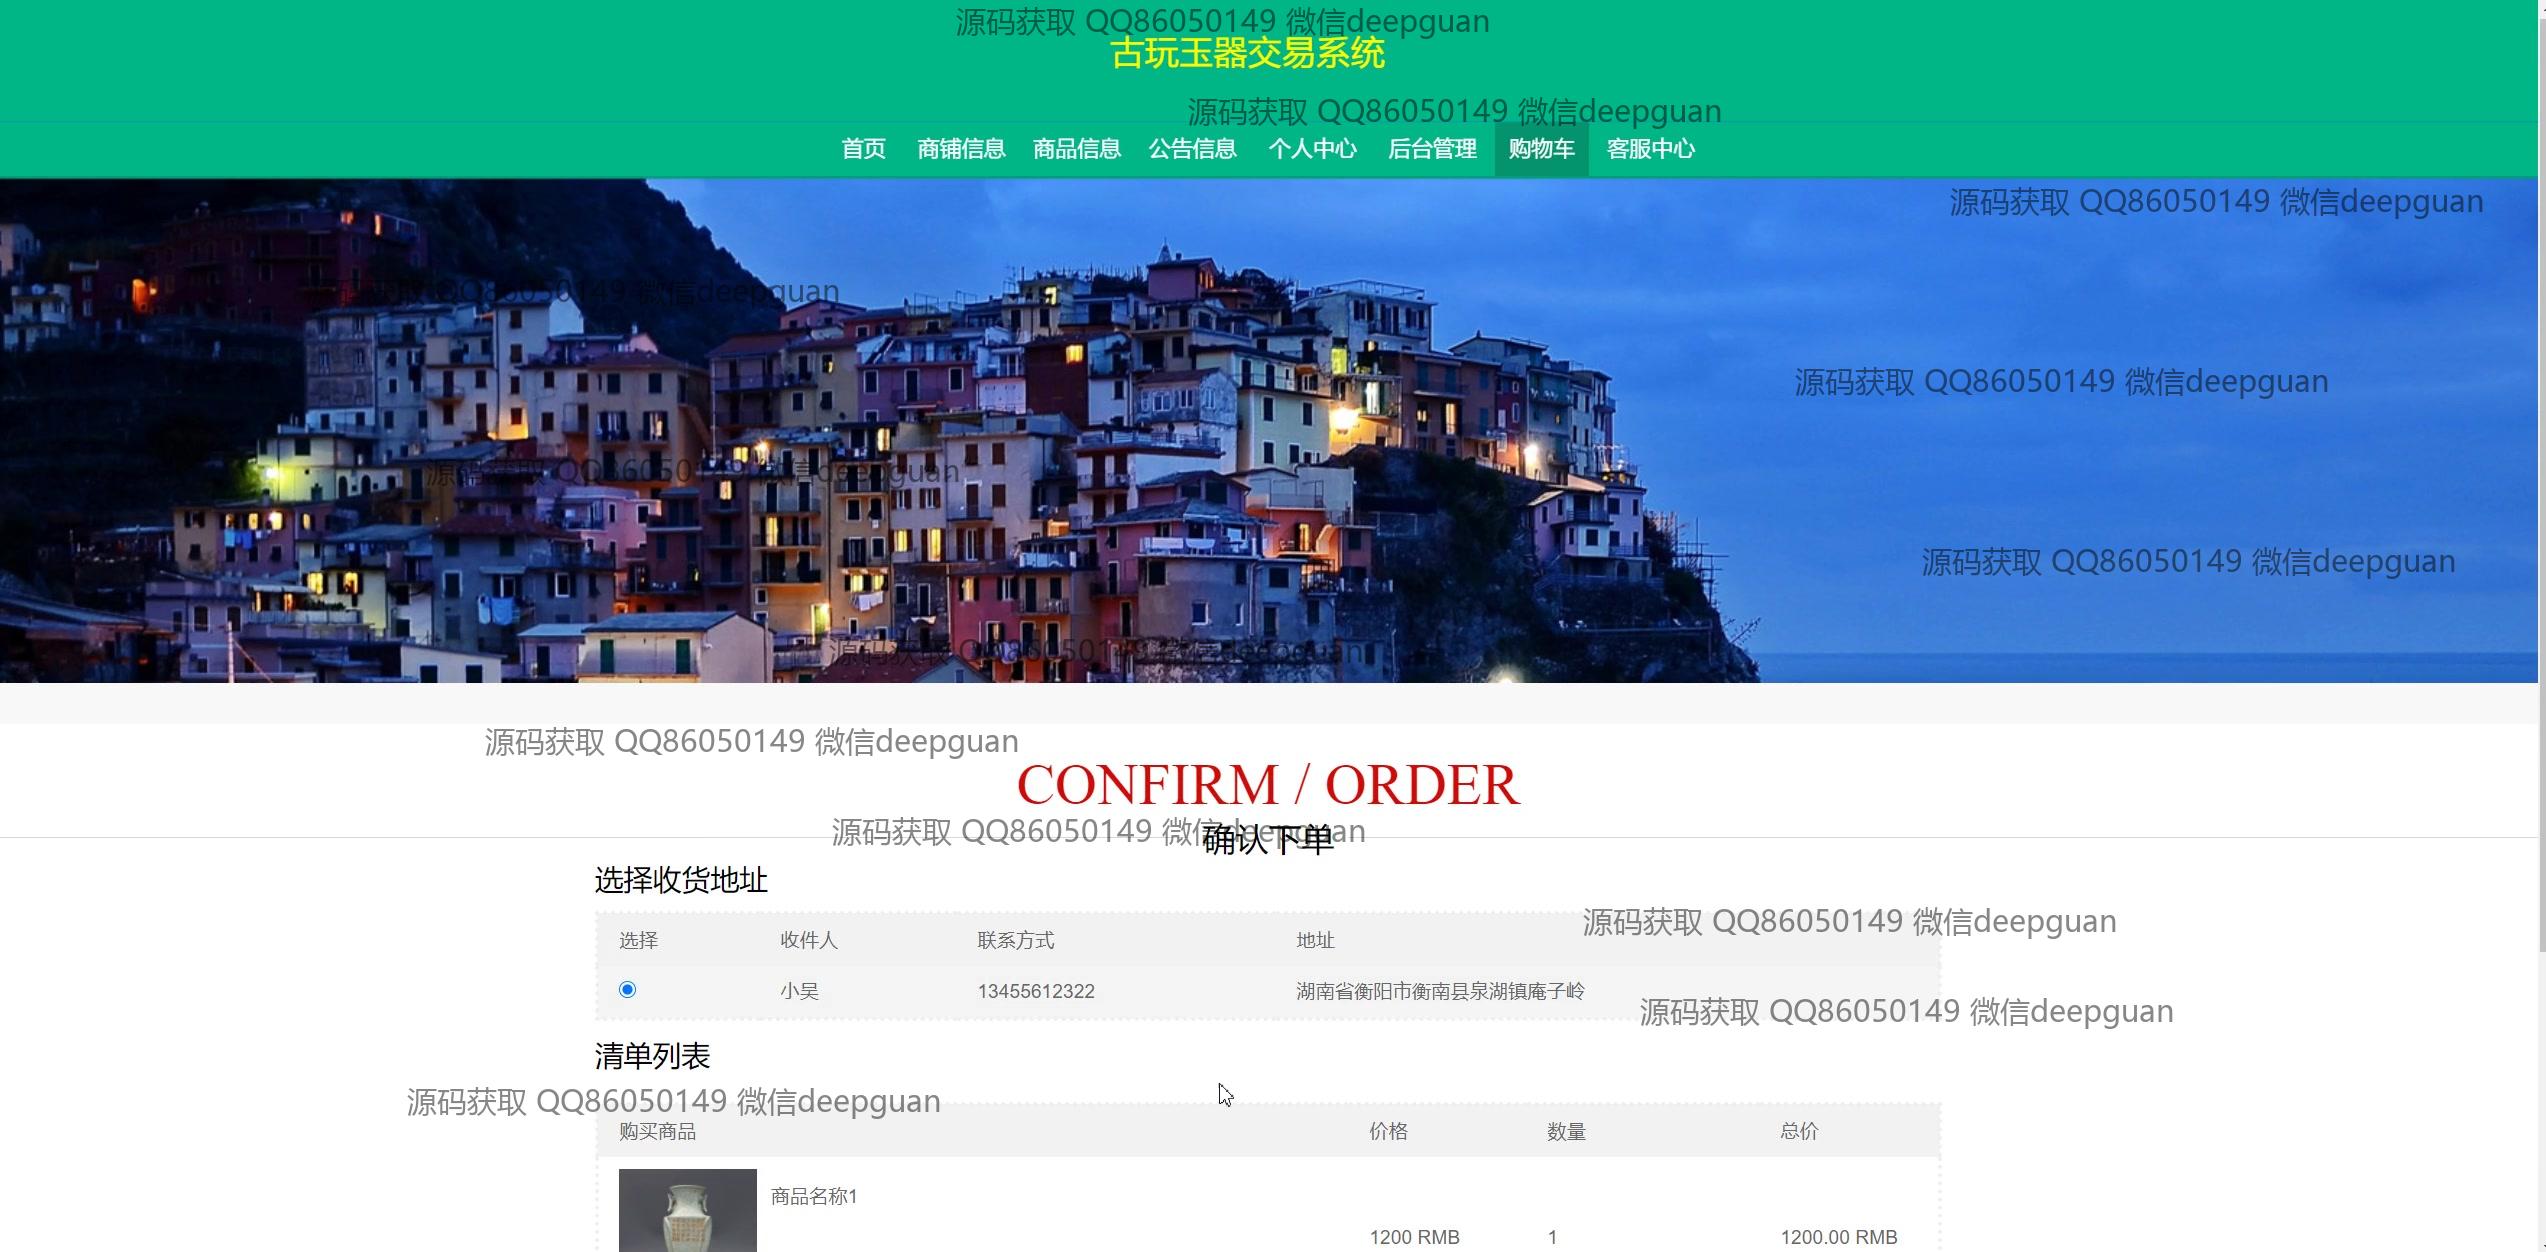 源码获取 QQ86050149 微信deepguan
古玩玉器交易系统
源码获取 QQ86050149 微信deepguan
首页 商铺信息 商品信息 公告信息 个人中心 后台管理 购物车 客服中心
源码获取 QQ86050149 微信deepguan
源码获取 QQ86050149 微信deepguan
源码获取 QQ86050149 微信deepguan
源码获取 QQ86050149 微信deepguan
源码获取 QQ86050149 微信deepguan
源码获取 QQ86050149 微信deepguan
源码获取 QQ86050149 微信deepguan
CONFIRM / ORDER
源码获取 QQ86050149 微信deepguan
确认下单
选择收货地址
源码获取 QQ86050149 微信deepguan
选择 收件人 联系方式 地址
小吴 13455612322 湖南省衡阳市衡南县泉湖镇庵子岭
源码获取 QQ86050149 微信deepguan
清单列表
源码获取 QQ86050149 微信deepguan
购买商品 价格 数量 总价
商品名称1
1200 RMB 1 1200.00 RMB